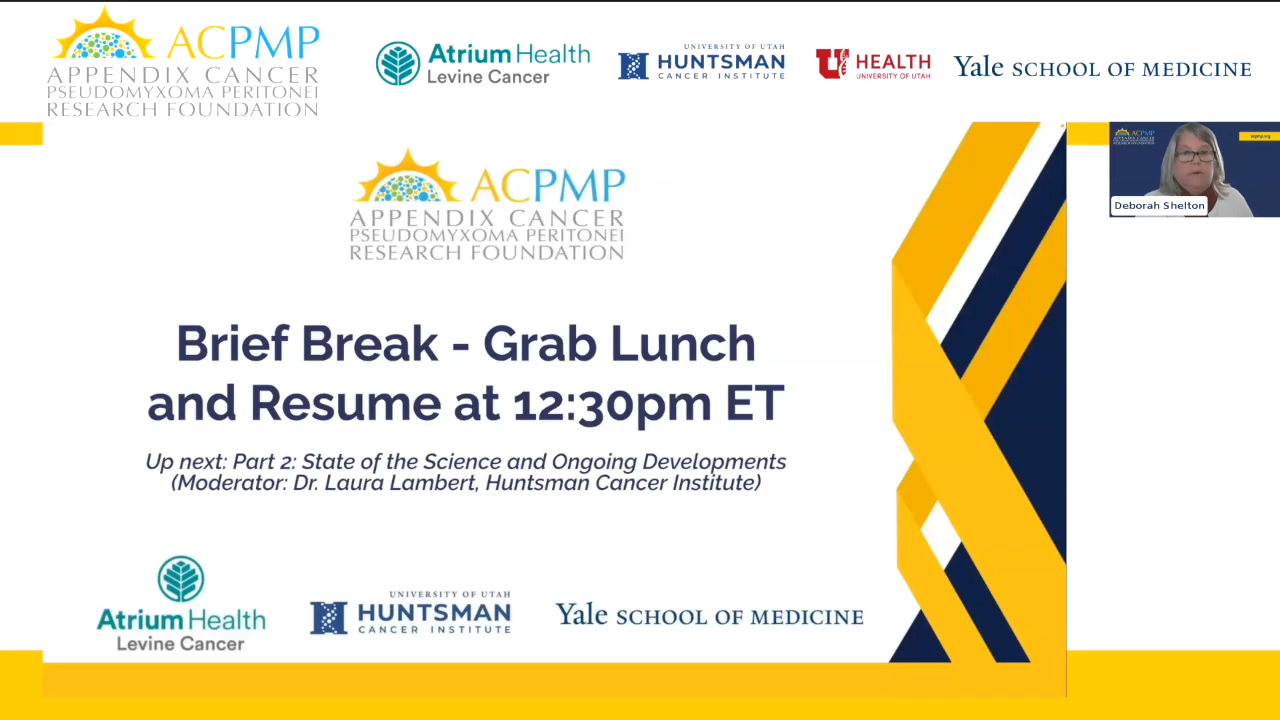 ACPMP
APPENDIX CANCER
PSEUDOMYXOMA PERITONEI
RESEARCH FOUNDATION
Atrium Health
Levine Cancer
UNIVERSITY OF UTAH
HUNTSMAN
CANCER INSTITUTE
U HEALTH
UNIVERSITY OF UTAH
Yale SCHOOL OF MEDICINE
ACPMP
Deborah Shelton
ACPMP
APPENDIX CANCER
PSEUDOMYXOMA PERITONEI
RESEARCH FOUNDATION
Brief Break - Grab Lunch
and Resume at 12:30pm ET
Up next: Part 2: State of the Science and Ongoing Developments
(Moderator: Dr. Laura Lambert, Huntsman Cancer Institute)
Atrium Health
Levine Cancer
UNIVERSITY OF UTAH
HUNTSMAN
CANCER INSTITUTE
Yale SCHOOL OF MEDICINE